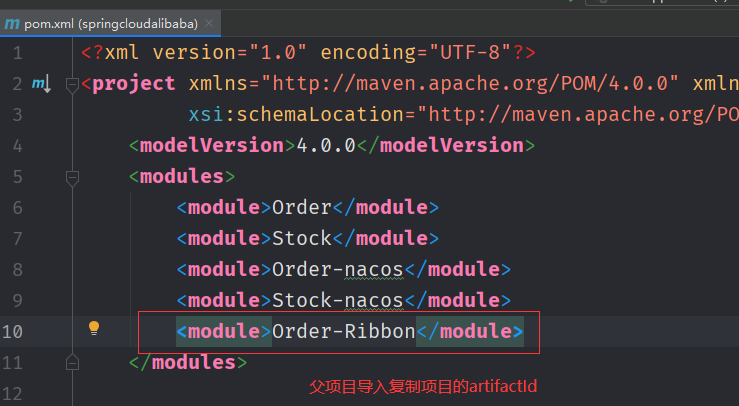 pom.xml (springcloudalibaba)
1 <?xml version="1.0" encoding="UTF-8"?>
2 <project xmlns="http://maven.apache.org/POM/4.0.0" xmln
3 xsi:schemaLocation="http://maven.apache.org/PO
4 <modelVersion>4.0.0</modelVersion>
5 <modules>
6 <module>Order</module>
7 <module>Stock</module>
8 <module>Order-nacos</module>
9 <module>Stock-nacos</module>
10 <module>Order-Ribbon</module>
11 </modules>
12 父项目导入复制项目的artifactId